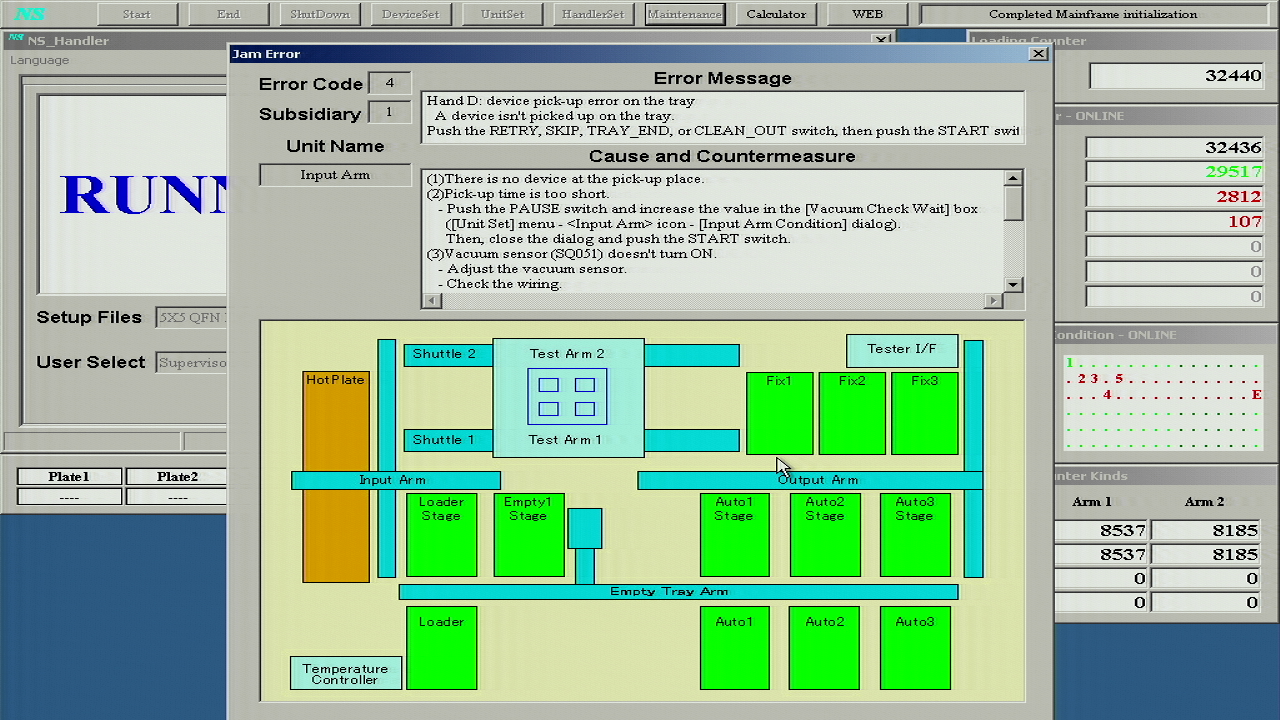 NS Start End ShutDown DeviceSet UnitSet HandlerSet Maintenance Calculator WEB Completed Mainframe initialization
NS NS_Handler
Language
Setup Files 5X5 QFN
User Select
Plate1 Plate2
---- ----
Jam Error
Error Code 4
Subsidiary 1
Unit Name
Input Arm
Error Message
Hand D: device pick-up error on the tray
A device isn't picked up on the tray.
Push the RETRY, SKIP, TRAY_END, or CLEAN_OUT switch, then push the START
Cause and Countermeasure
(1)There is no device at the pick-up place.
(2)Pick-up time is too short.
- Push the PAUSE switch and increase the value in the [Vacuum Check Wait] box
([Unit Set] menu - <Input Arm> icon - [Input Arm Condition] dialog).
Then, close the dialog and push the START switch.
(3)Vacuum sensor (SQ051) doesn't turn ON.
- Adjust the vacuum sensor.
- Check the wiring.
Tester I/F
Shuttle 2 Test Arm 2
HotPlate Fix1 Fix2 Fix3
Shuttle 1 Test Arm 1
Input Arm Output Arm
Loader Stage
Empty1 Stage
Auto1 Stage
Auto2 Stage
Auto3 Stage
Empty Tray Arm
Loader Auto1 Auto2 Auto3
Temperature
Controller
Loading Counter
32440
- ONLINE
32436
29517
2812
107
0
0
0
- ONLINE
1
2 3 5
4 E
Kinds
Arm 1 Arm 2
8537 8185
8537 8185
0 0
0 0